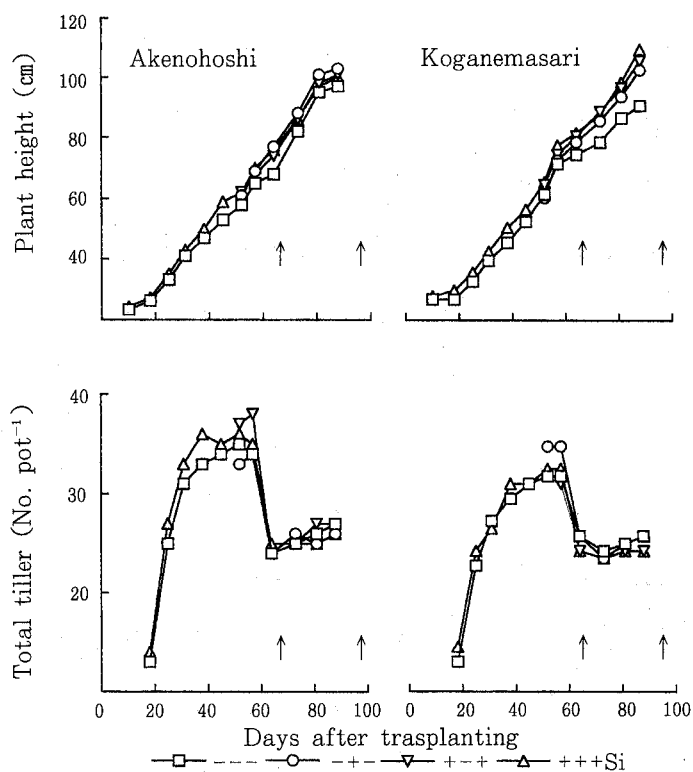 120
100
80
60
40
Plant height (cm)
Akenohoshi
Koganemasari
40
30
20
Total tiller (No. pot⁻¹)
0 20 40 60 80 100
0 20 40 60 80 100
Days after trasplanting
--- -+- +-+ +++Si